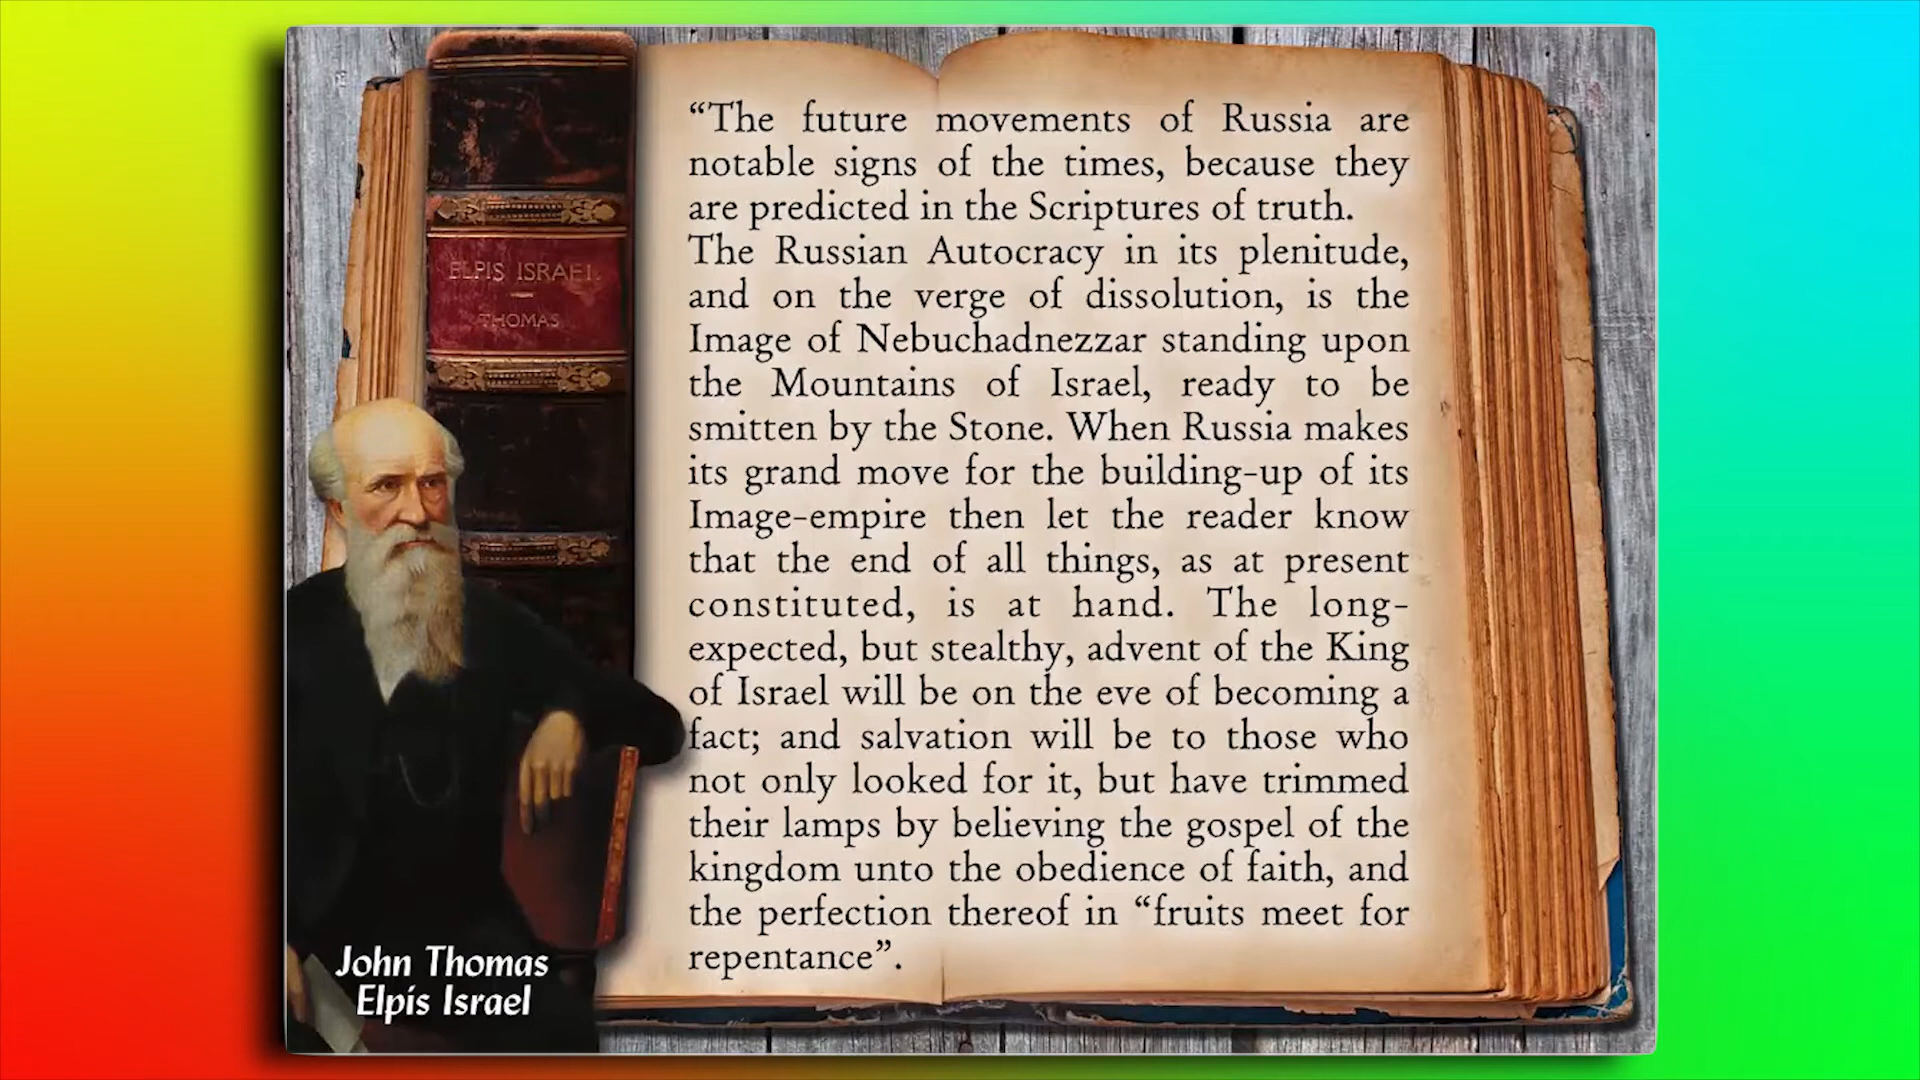 ELPIS ISRAEL
THOMAS
“The future movements of Russia are
notable signs of the times, because they
are predicted in the Scriptures of truth.
The Russian Autocracy in its plenitude,
and on the verge of dissolution, is the
Image of Nebuchadnezzar standing upon
the Mountains of Israel, ready to be
smitten by the Stone. When Russia makes
its grand move for the building-up of its
Image-empire then let the reader know
that the end of all things, as at present
constituted, is at hand. The long-
expected, but stealthy, advent of the King
of Israel will be on the eve of becoming a
fact; and salvation will be to those who
not only looked for it, but have trimmed
their lamps by believing the gospel of the
kingdom unto the obedience of faith, and
the perfection thereof in “fruits meet for
repentance”.
John Thomas
Elpis Israel